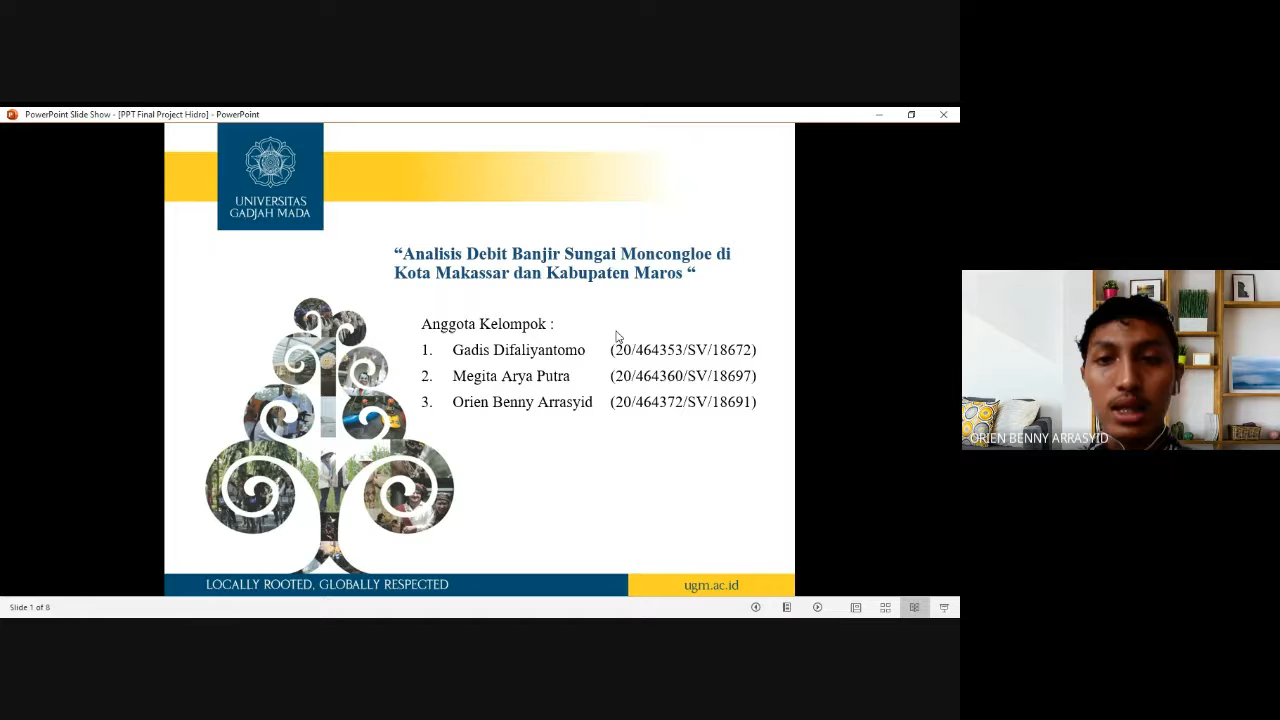 PowerPoint Slide Show - [PPT Final Project Hidro] - PowerPoint
UNIVERSITAS
GADJAH MADA
“Analisis Debit Banjir Sungai Moncongloe di
Kota Makassar dan Kabupaten Maros “
Anggota Kelompok :
1. Gadis Difaliyantomo (20/464353/SV/18672)
2. Megita Arya Putra (20/464360/SV/18697)
3. Orien Benny Arrasyid (20/464372/SV/18691)
LOCALLY ROOTED, GLOBALLY RESPECTED
ugm.ac.id
Slide 1 of 8
ORIEN BENNY ARRASYID